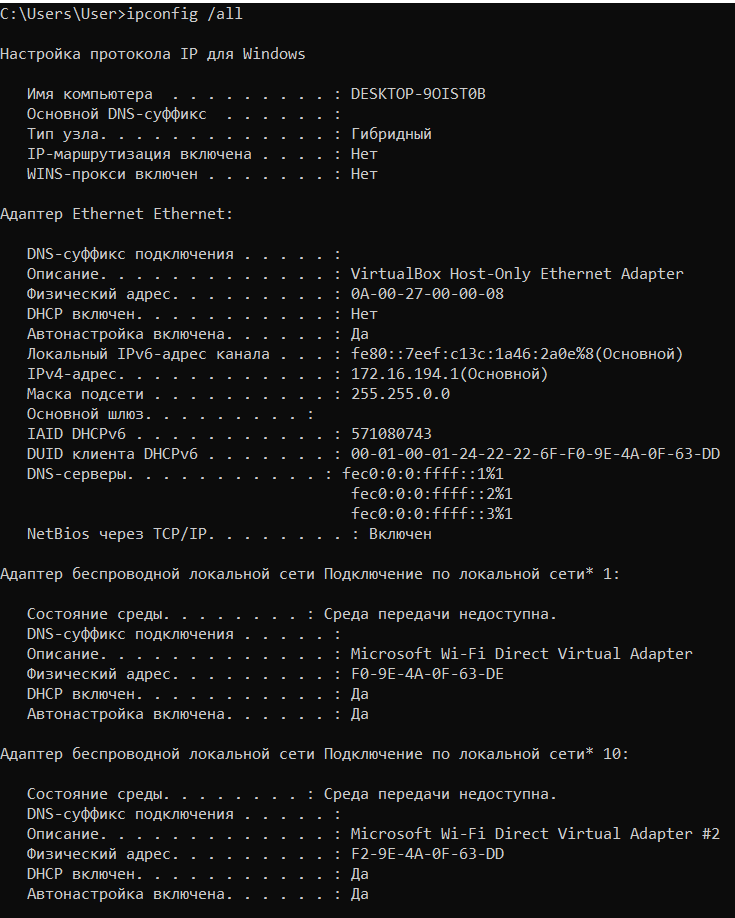 C:\Users\User>ipconfig /all
Настройка протокола IP для Windows
Имя компьютера . . . . . . . . . : DESKTOP-9OIST0B
Основной DNS-суффикс . . . . . . :
Тип узла. . . . . . . . . . . . . : Гибридный
IP-маршрутизация включена . . . . : Нет
WINS-прокси включен . . . . . . . : Нет
Адаптер Ethernet Ethernet:
DNS-суффикс подключения . . . . . :
Описание. . . . . . . . . . . . . : VirtualBox Host-Only Ethernet Adapter
Физический адрес. . . . . . . . . : 0A-00-27-00-00-08
DHCP включен. . . . . . . . . . . : Нет
Автонастройка включена. . . . . . : Да
Локальный IPv6-адрес канала . . . : fe80::7eef:c13c:1a46:2a0e%8(Основной)
IPv4-адрес. . . . . . . . . . . . : 172.16.194.1(Основной)
Маска подсети . . . . . . . . . . : 255.255.0.0
Основной шлюз. . . . . . . . . :
IAID DHCPv6 . . . . . . . . . . . : 571080743
DUID клиента DHCPv6 . . . . . . . : 00-01-00-01-24-22-22-6F-F0-9E-4A-0F-63-DD
DNS-серверы. . . . . . . . . . . : fec0:0:0:ffff::1%1
fec0:0:0:ffff::2%1
fec0:0:0:ffff::3%1
NetBios через TCP/IP. . . . . . . . : Включен
Адаптер беспроводной локальной сети Подключение по локальной сети* 1:
Состояние среды. . . . . . . . : Среда передачи недоступна.
DNS-суффикс подключения . . . . . :
Описание. . . . . . . . . . . . . : Microsoft Wi-Fi Direct Virtual Adapter
Физический адрес. . . . . . . . . : F0-9E-4A-0F-63-DE
DHCP включен. . . . . . . . . . . : Да
Автонастройка включена. . . . . . : Да
Адаптер беспроводной локальной сети Подключение по локальной сети* 10:
Состояние среды. . . . . . . . : Среда передачи недоступна.
DNS-суффикс подключения . . . . . :
Описание. . . . . . . . . . . . . : Microsoft Wi-Fi Direct Virtual Adapter #2
Физический адрес. . . . . . . . . : F2-9E-4A-0F-63-DD
DHCP включен. . . . . . . . . . . : Да
Автонастройка включена. . . . . . : Да